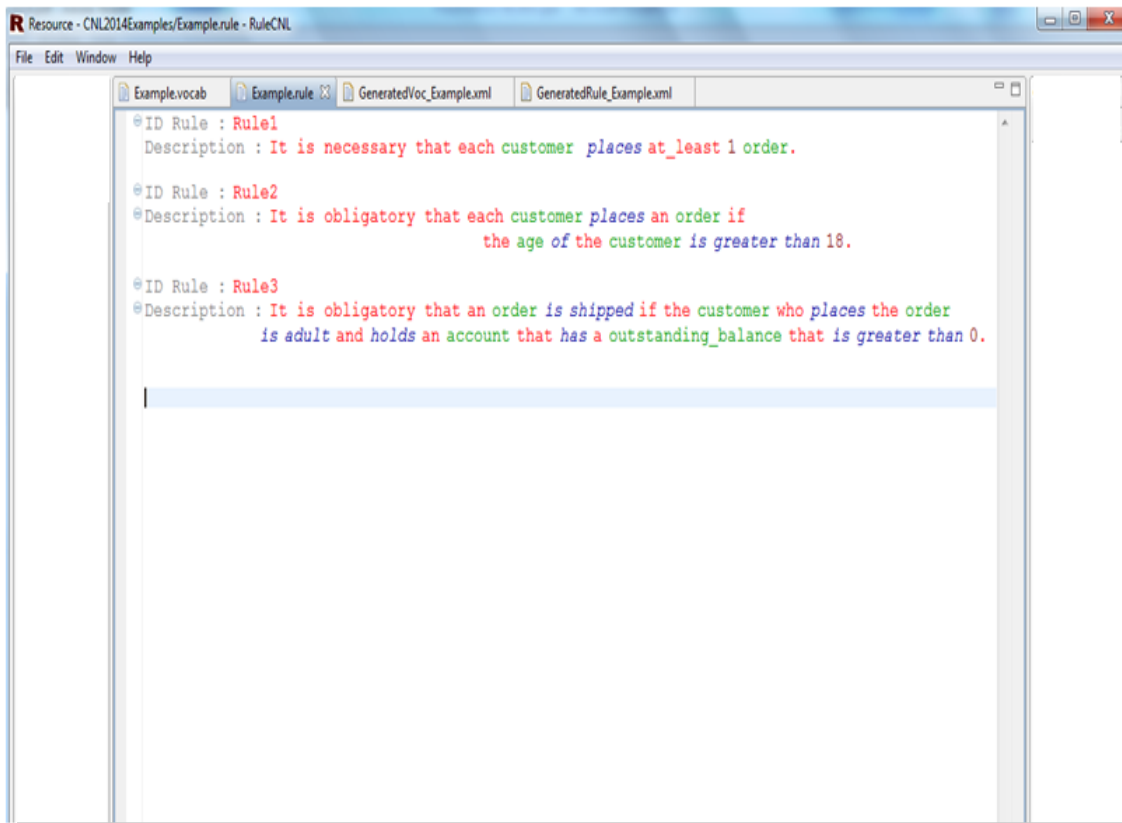 R Resource - CNL2014Examples/Example.rule - RuleCNL
File Edit Window Help
Example.vocab Example.rule GeneratedVoc_Example.xml GeneratedRule_Example.xml
ID Rule : Rule1
Description : It is necessary that each customer places at_least 1 order.
ID Rule : Rule2
Description : It is obligatory that each customer places an order if
the age of the customer is greater than 18.
ID Rule : Rule3
Description : It is obligatory that an order is shipped if the customer who places the order
is adult and holds an account that has a outstanding_balance that is greater than 0.